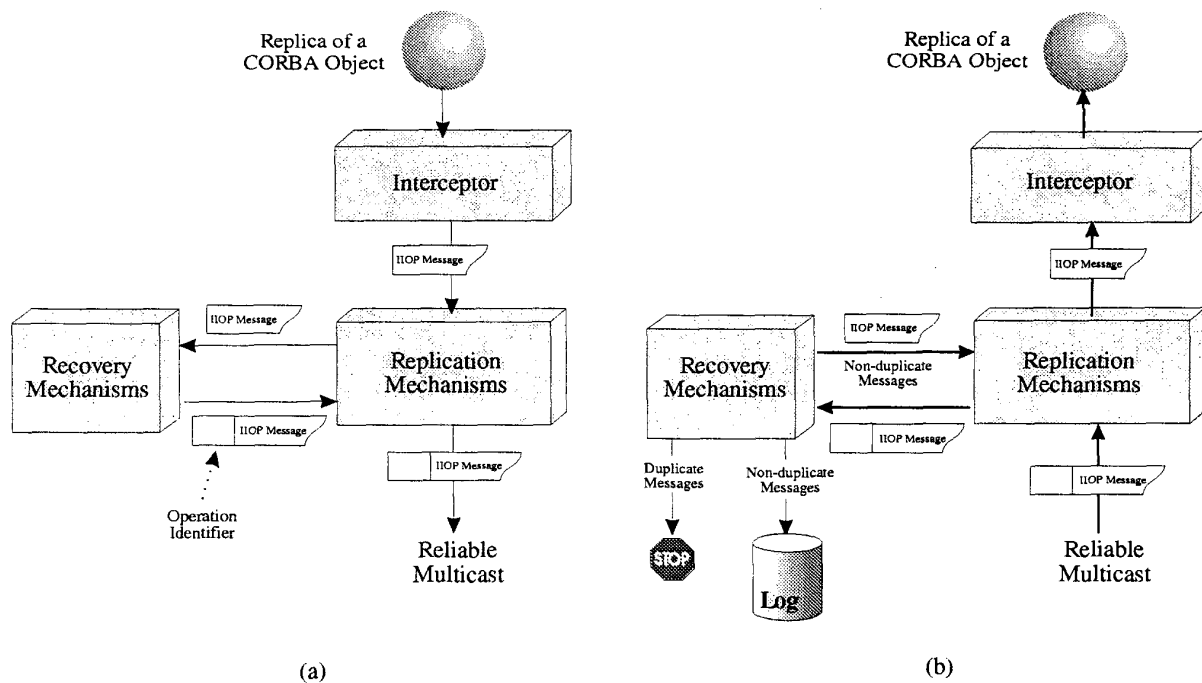 Replica of a
CORBA Object
Interceptor
IIOP Message
IIOP Message
Recovery
Mechanisms
Replication
Mechanisms
IIOP Message
IIOP Message
Operation
Identifier
Reliable
Multicast
(a)
Replica of a
CORBA Object
Interceptor
IIOP Message
IIOP Message
Recovery
Mechanisms
Non-duplicate
Messages
Replication
Mechanisms
IIOP Message
Duplicate
Messages
Non-duplicate
Messages
IIOP Message
STOP
Log
Reliable
Multicast
(b)